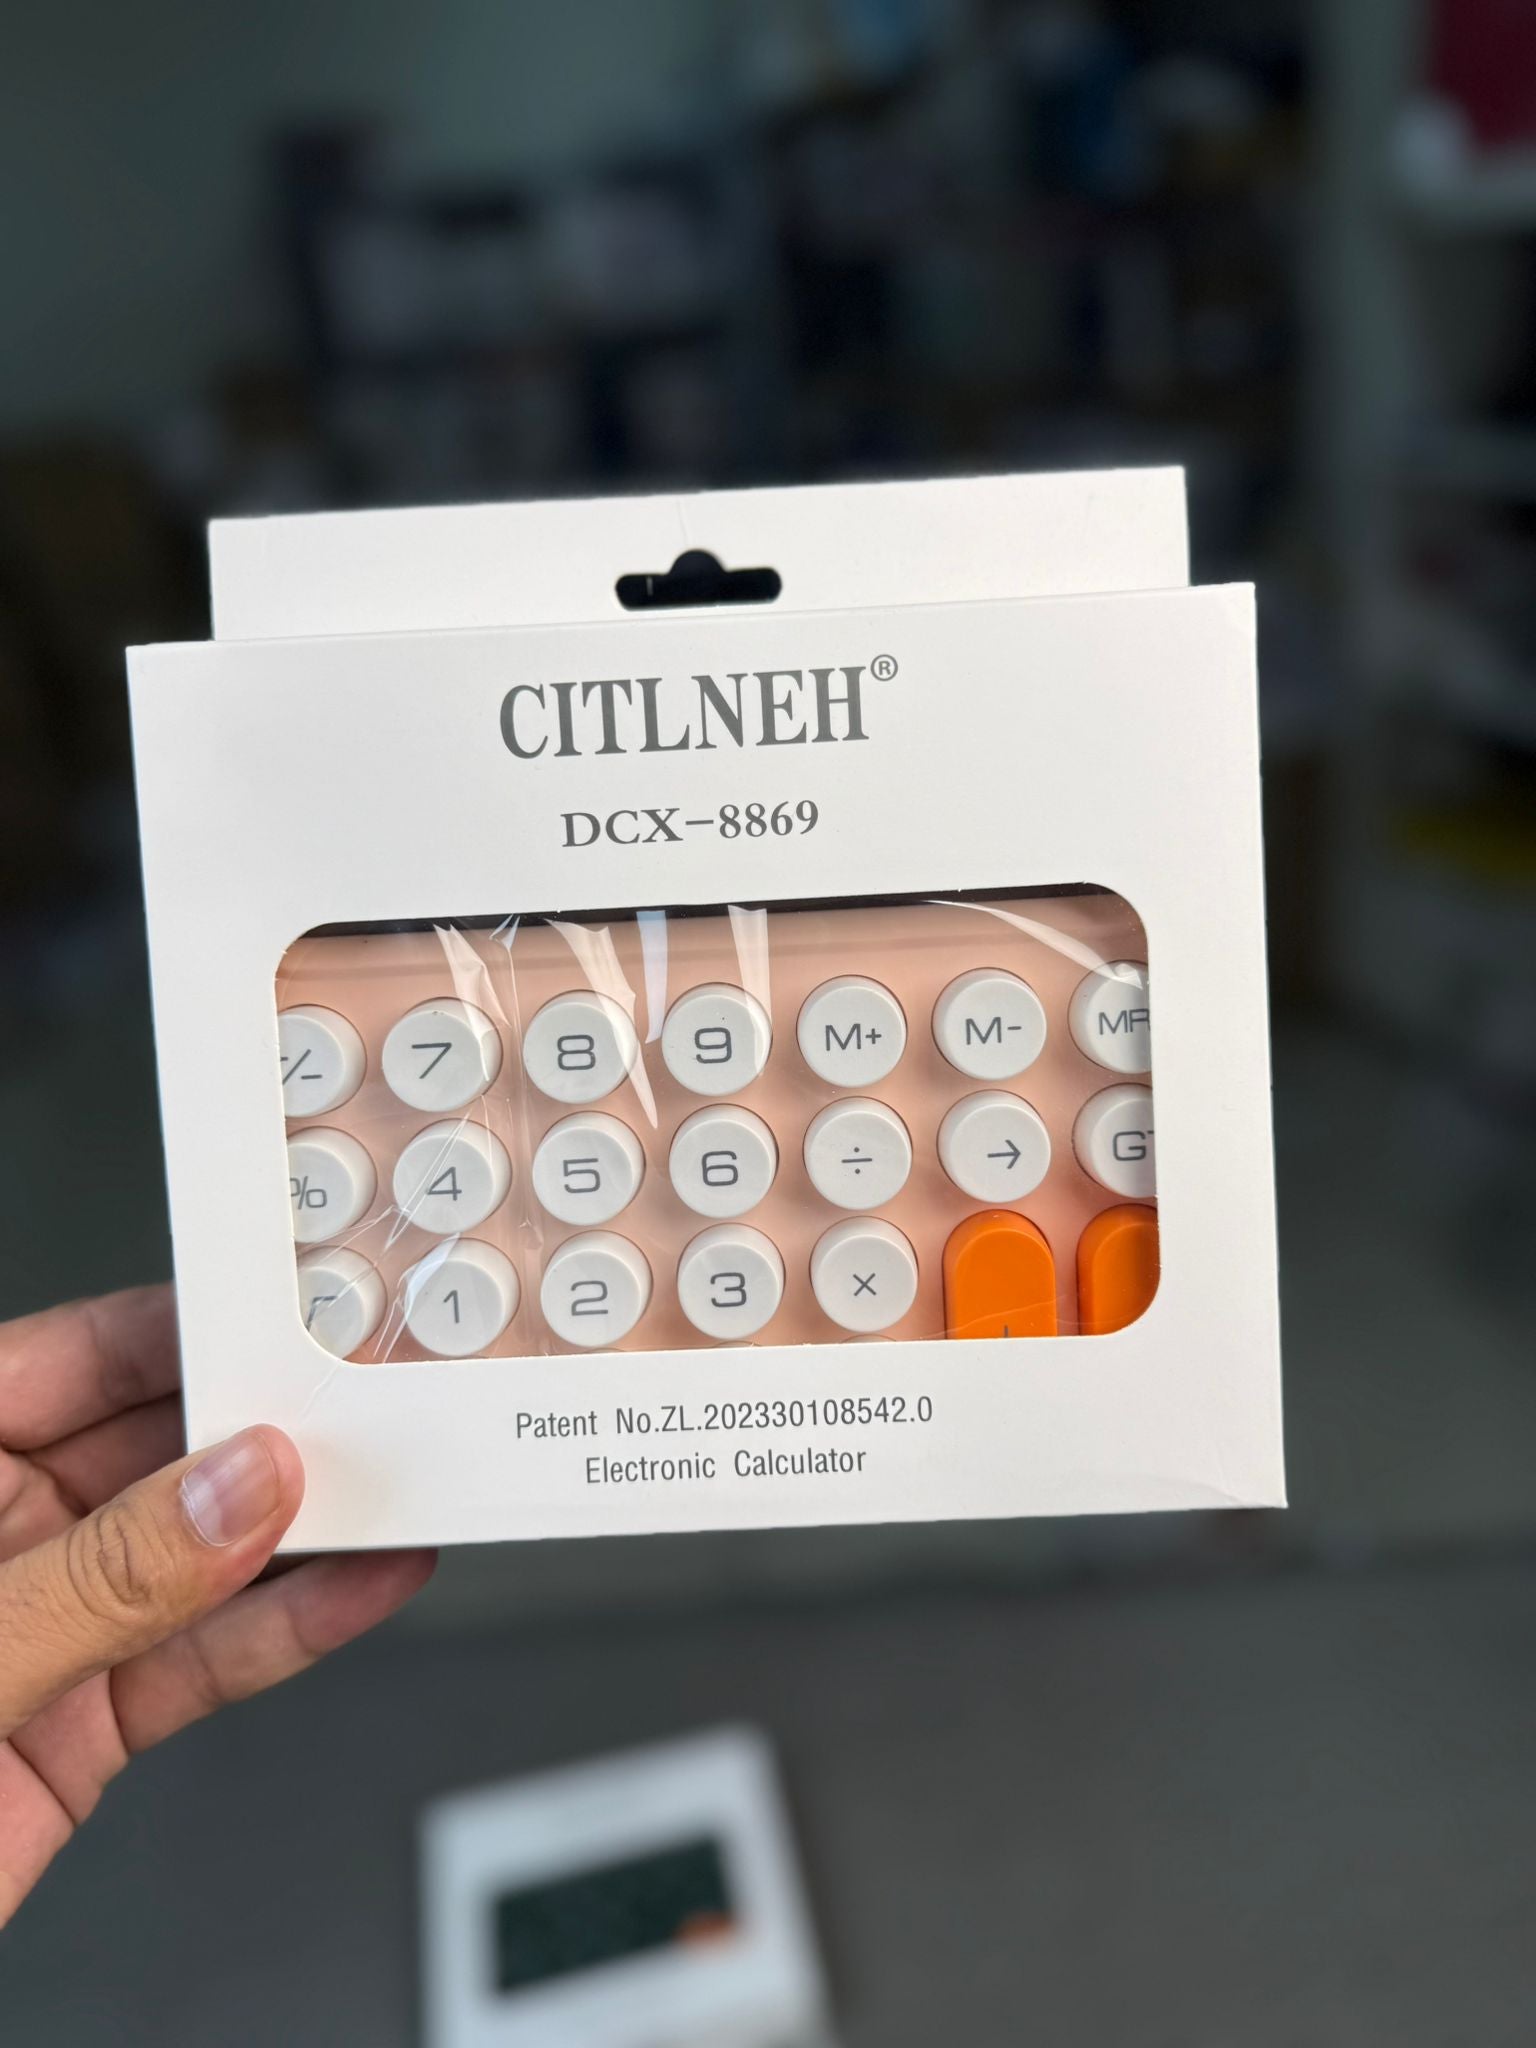 CITLNEH®
DCX-8869
7 8 9 M+ M- MR
% 4 5 6 ÷ → G
1 2 3 ×
Patent No.ZL.202330108542.0
Electronic Calculator